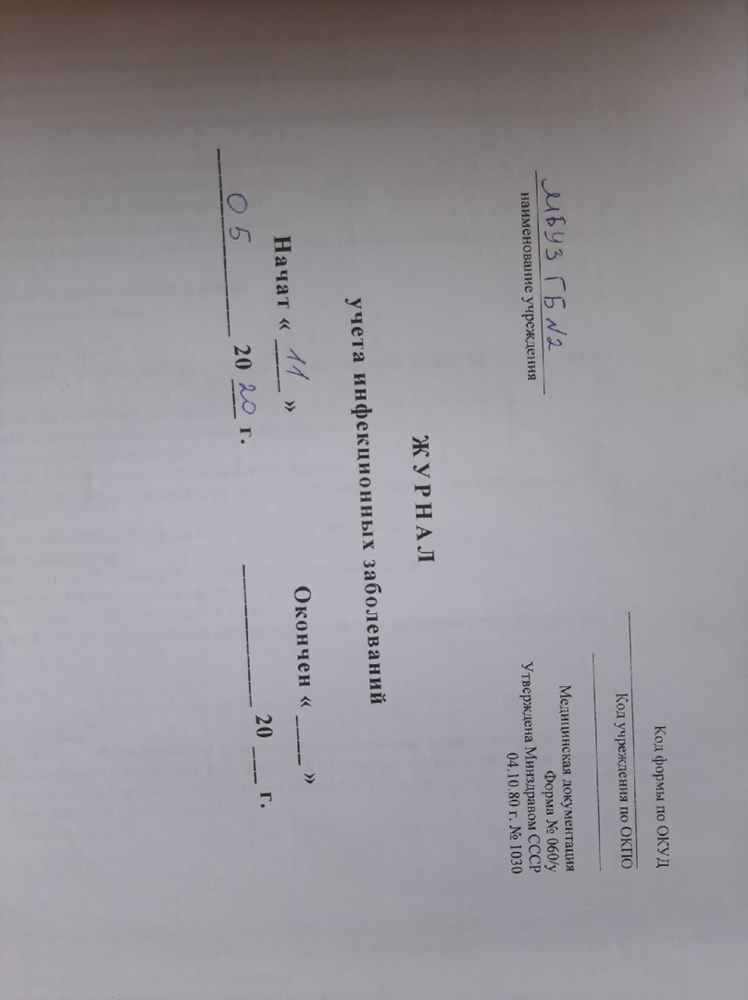 Код формы по ОКУД
Код учреждения по ОКПО
МБУЗ ГБ №2
наименование учреждения
Медицинская документация
Форма № 060/у
Утверждена Минздравом СССР
04.10.80 г. № 1030
ЖУРНАЛ
учета инфекционных заболеваний
Начат « 11 » Окончен « ____ »
05 20 20 г. __________ 20 ___ г.